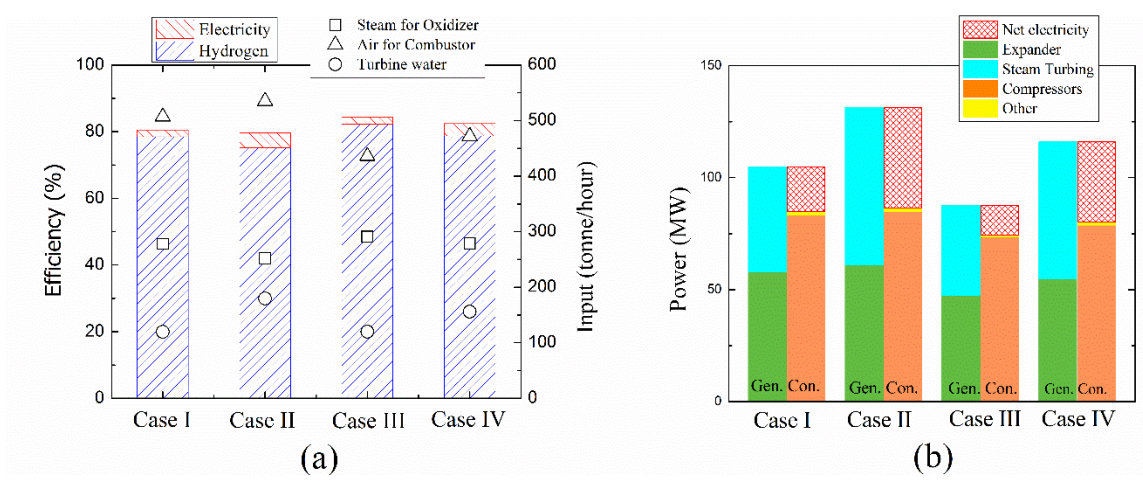 Electricity
Hydrogen
Steam for Oxidizer
Air for Combustor
Turbine water
100
80
60
40
20
0
Efficiency (%)
600
500
400
300
200
100
0
Input (tonne/hour)
Case I
Case II
Case III
Case IV
(a)
Net electricity
Expander
Steam Turbing
Compressors
Other
150
100
50
0
Power (MW)
Gen. Con.
Gen. Con.
Gen. Con.
Gen. Con.
Case I
Case II
Case III
Case IV
(b)